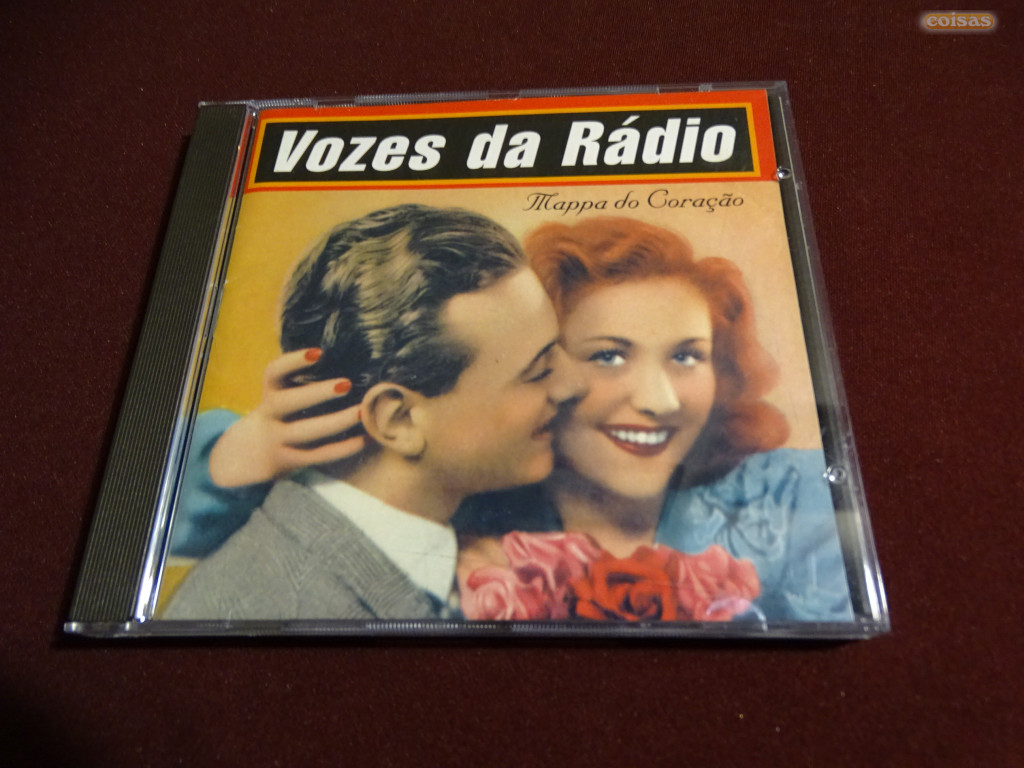 coisas
Vozes da Rádio
Mappa do Coração